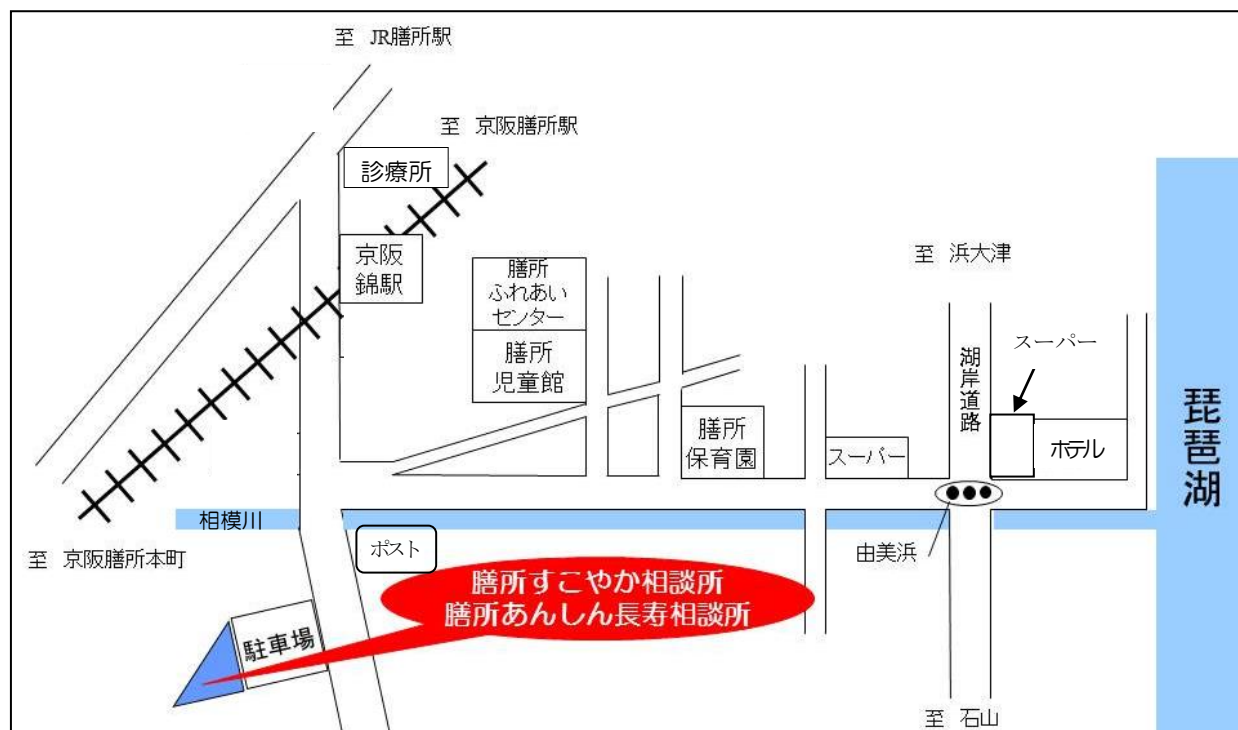 至 JR膳所駅
至 京阪膳所駅
診療所
京阪
錦駅
膳所
ふれあい
センター
膳所
児童館
至 浜大津
湖岸道路
スーパー
膳所
保育園
スーパー
ホテル
琵琶湖
相模川
ポスト
由美浜
至 京阪膳所本町
膳所すこやか相談所
膳所あんしん長寿相談所
駐車場
至 石山